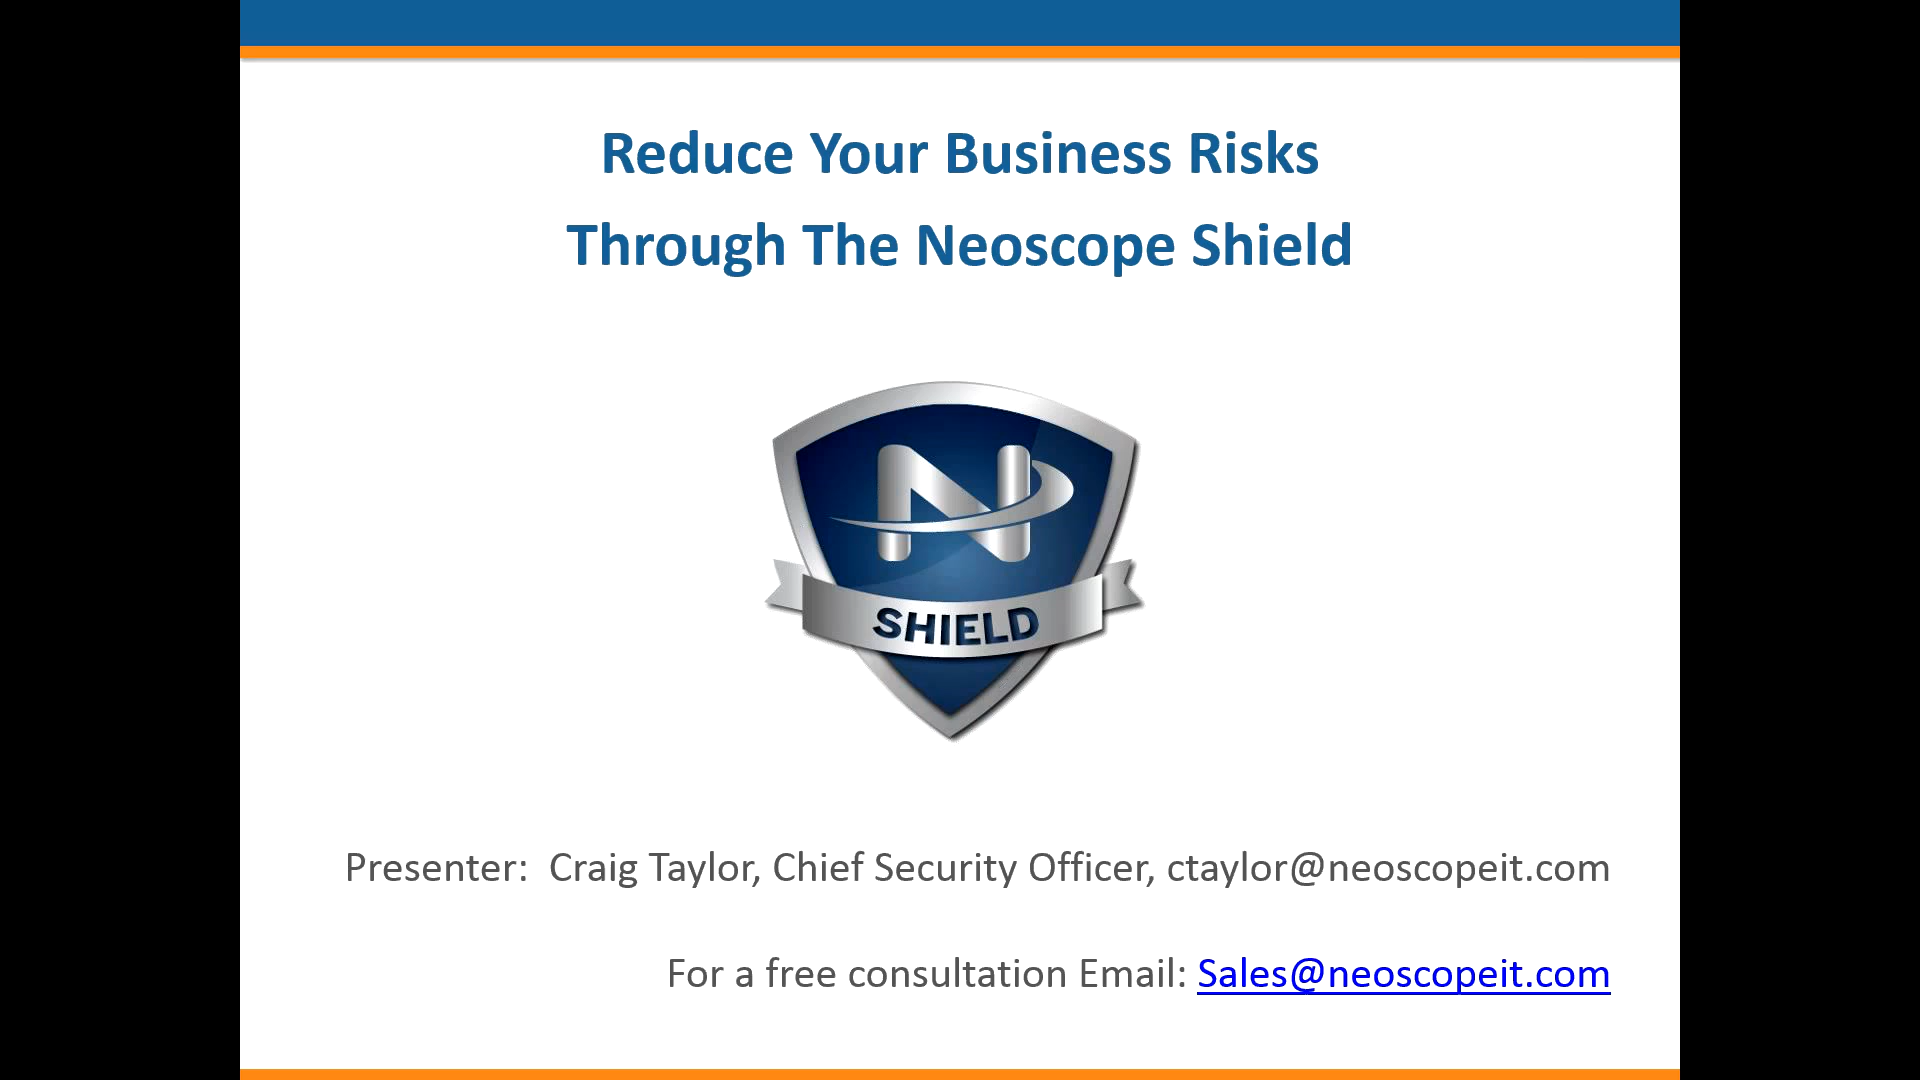 Reduce Your Business Risks
Through The Neoscope Shield
N
SHIELD
Presenter:  Craig Taylor, Chief Security Officer, ctaylor@neoscopeit.com
For a free consultation Email: Sales@neoscopeit.com